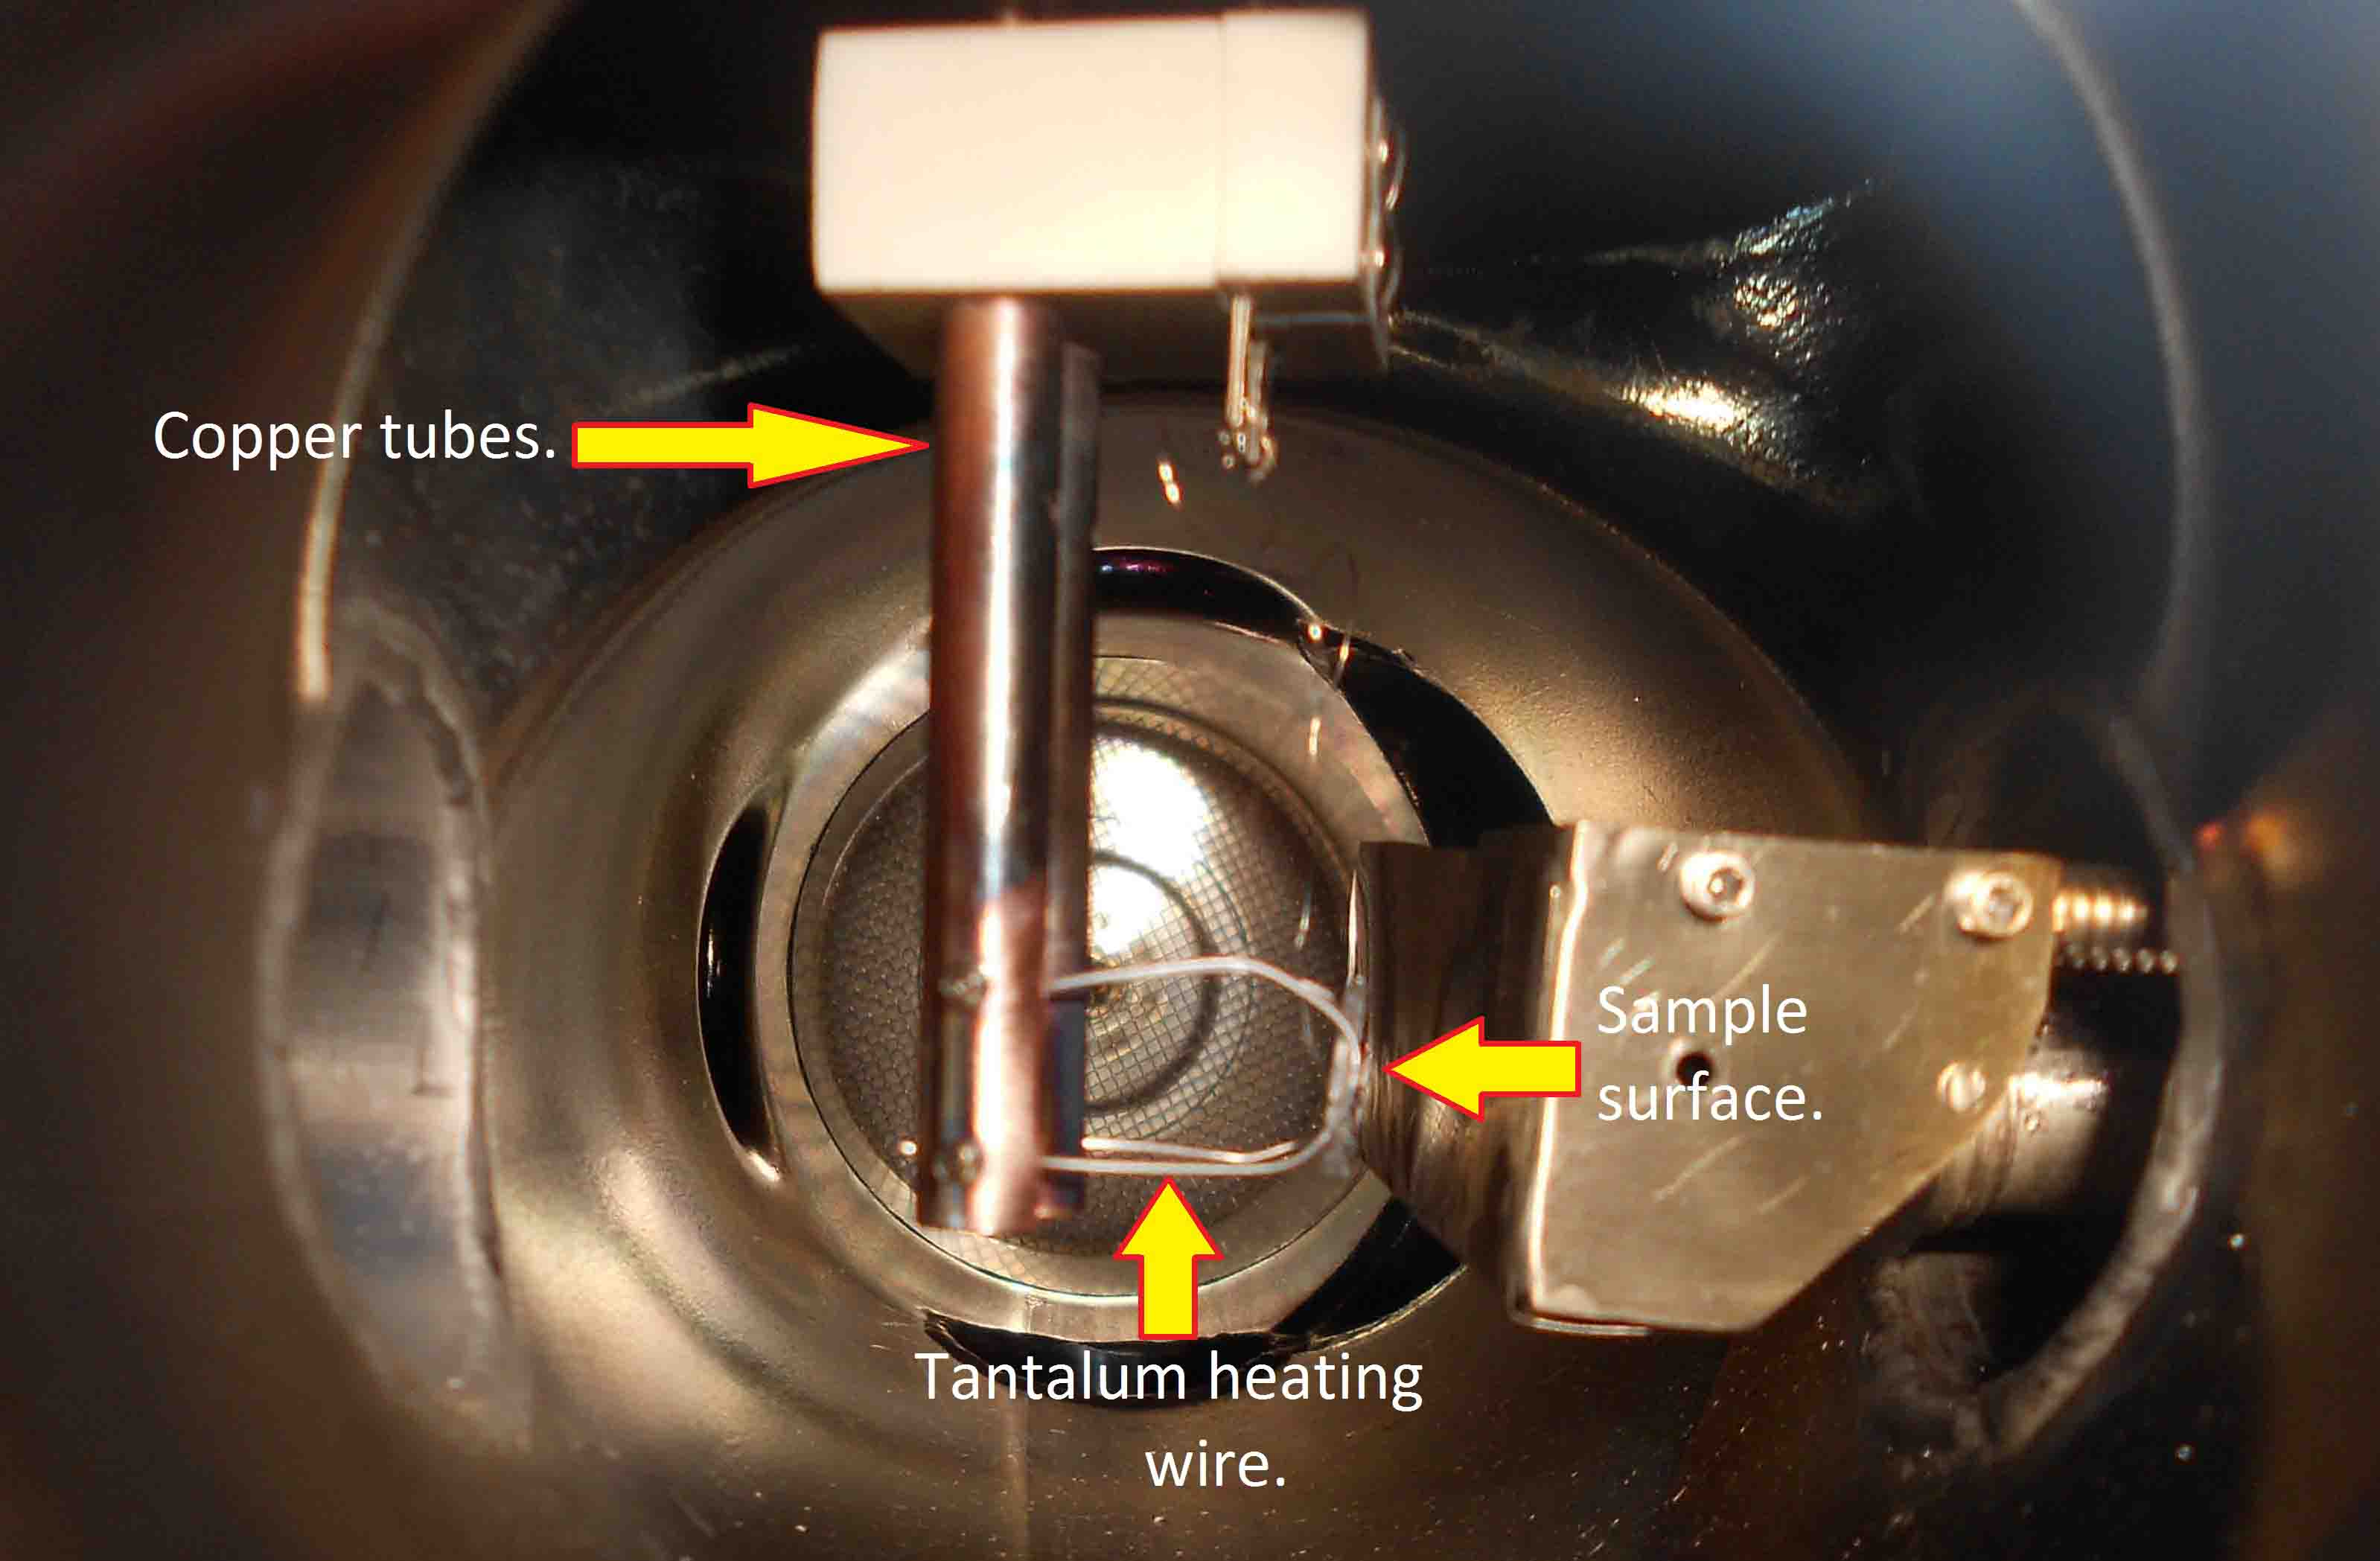 Copper tubes.
Sample
surface.
Tantalum heating
wire.